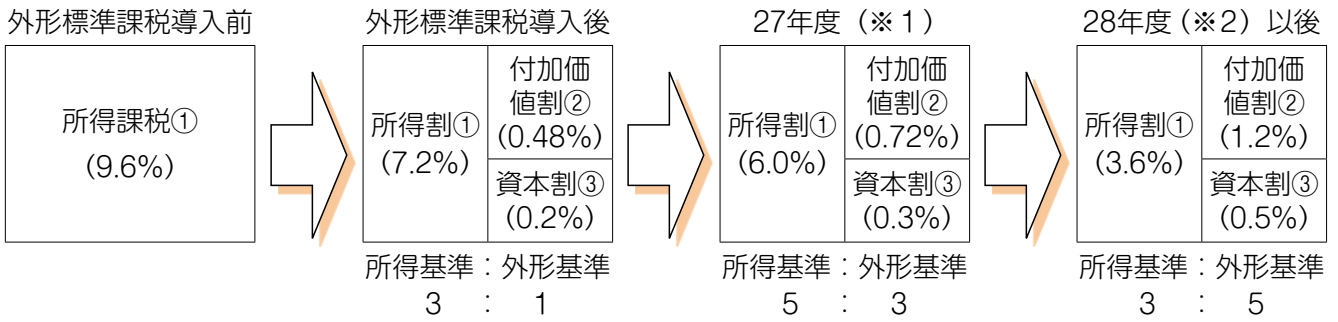 外形標準課税導入前
所得課税①
(9.6%)
外形標準課税導入後
所得割①
(7.2%)
付加価
値割②
(0.48%)
資本割③
(0.2%)
所得基準：外形基準
3 : 1
27年度（※1）
所得割①
(6.0%)
付加価
値割②
(0.72%)
資本割③
(0.3%)
所得基準：外形基準
5 : 3
28年度（※2）以後
所得割①
(3.6%)
付加価
値割②
(1.2%)
資本割③
(0.5%)
所得基準：外形基準
3 : 5